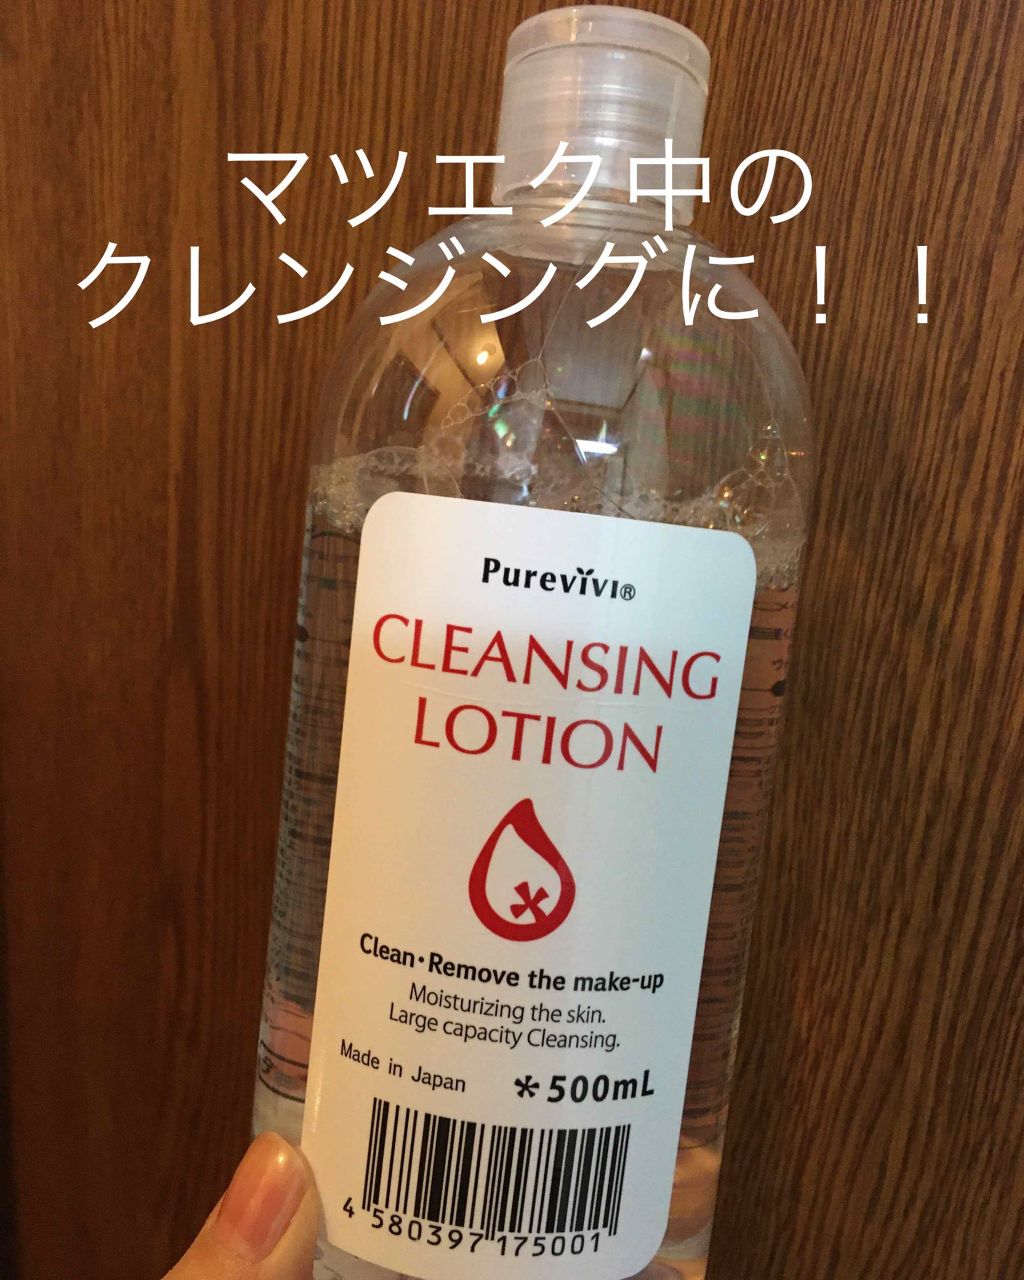 マツエク中の
クレンジングに！！
Purevivi®
CLEANSING
LOTION
Clean・Remove the make-up
Moisturizing the skin.
Large capacity Cleansing.
Made in Japan
*500mL
4 580397 175001